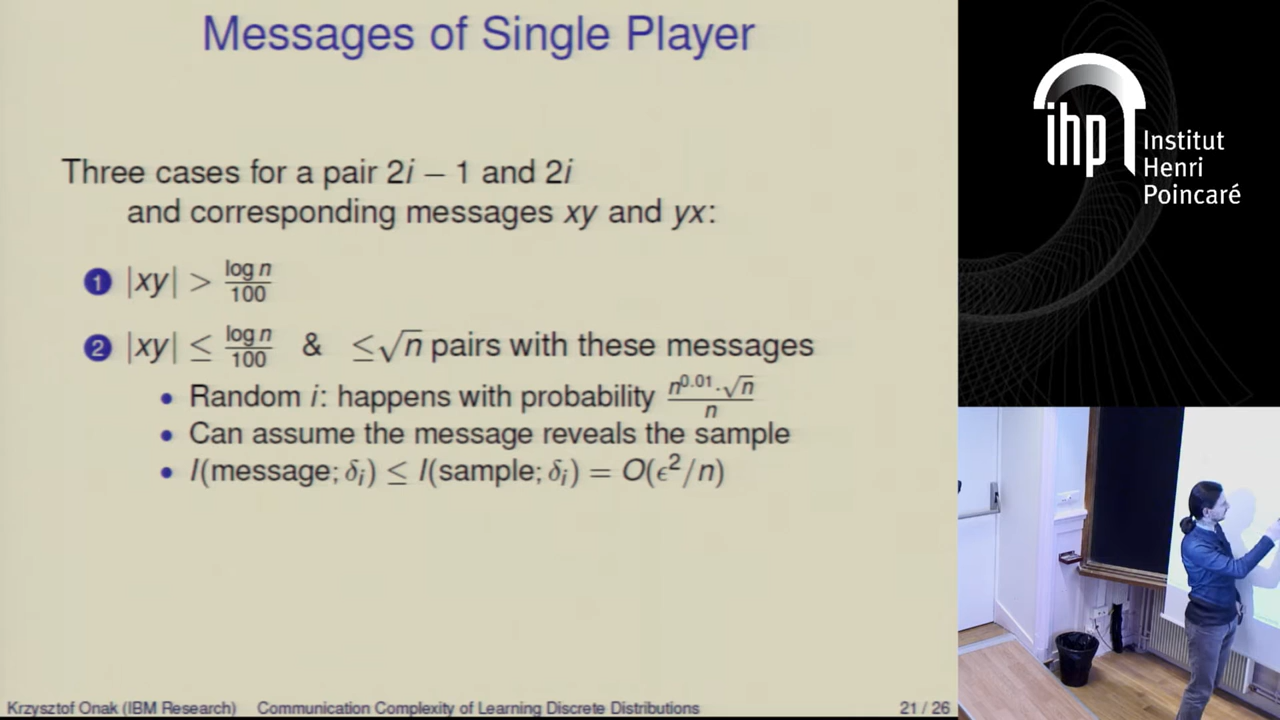 Messages of Single Player
Three cases for a pair 2i − 1 and 2i
and corresponding messages xy and yx:
1 |xy| > log n / 100
2 |xy| ≤ log n / 100 & ≤√n pairs with these messages
• Random i: happens with probability n^0.01·√n / n
• Can assume the message reveals the sample
• I(message; δᵢ) ≤ I(sample; δᵢ) = O(ϵ²/n)
Krzysztof Onak (IBM Research) Communication Complexity of Learning Discrete Distributions 21 / 26
ihp
Institut
Henri
Poincaré